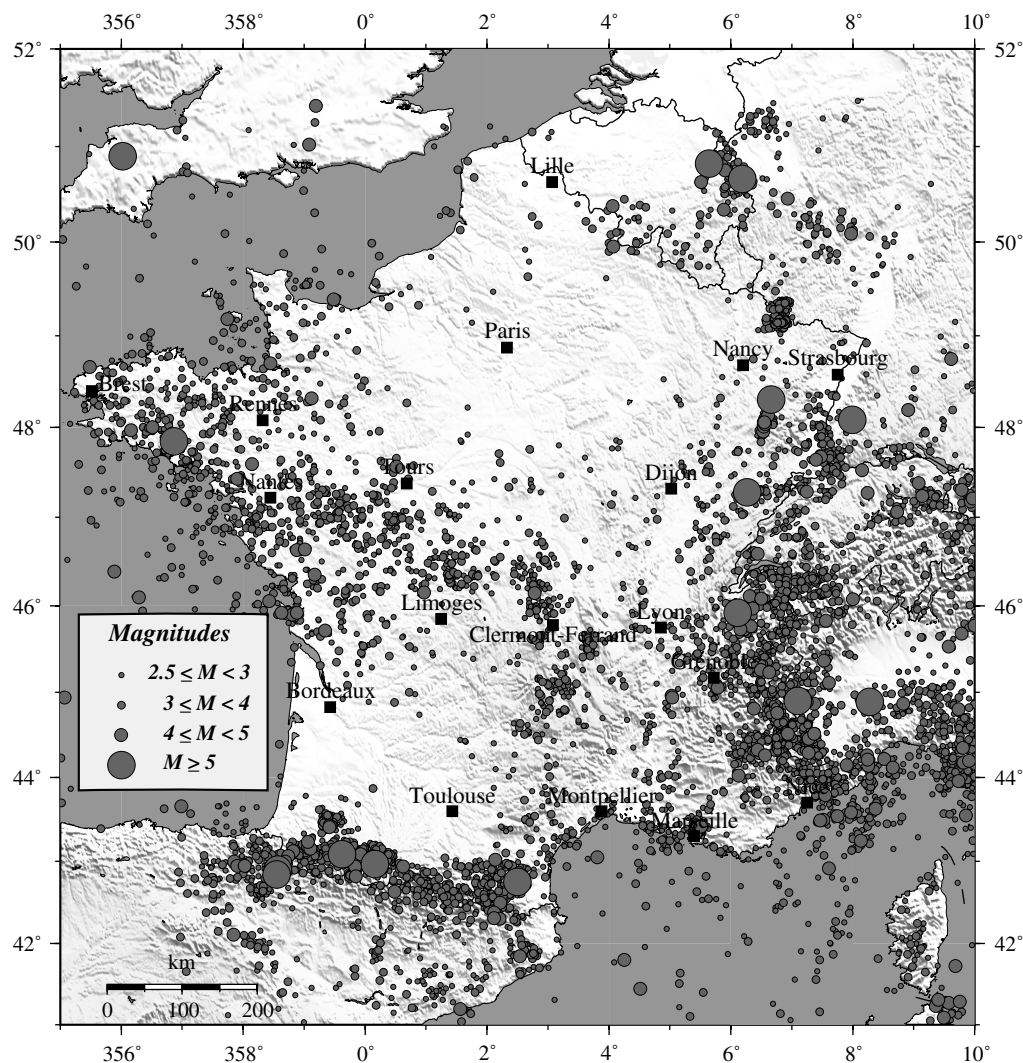 356° 358° 0° 2° 4° 6° 8° 10°
52° 52°
Lille
50° 50°
Paris
Nancy
Strasbourg
Brest
Rennes
48° 48°
Tours
Dijon
Nantes
46° 46°
Limoges
Lyon
Clermont-Ferrand
Magnitudes
2.5 ≤ M < 3
3 ≤ M < 4
4 ≤ M < 5
M ≥ 5
Grenoble
Bordeaux
44° 44°
Nice
Toulouse
Montpellier
Marseille
42° 42°
km
0 100 200
356° 358° 0° 2° 4° 6° 8° 10°